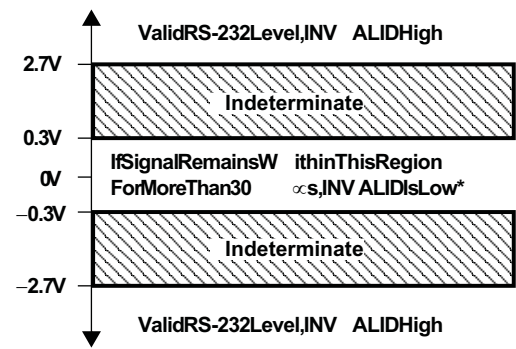 ValidRS-232Level,INV ALIDHigh
2.7V
Indeterminate
0.3V
IfSignalRemainsW ithinThisRegion
0V
ForMoreThan30 ∝s,INV ALIDIsLow*
−0.3V
Indeterminate
−2.7V
ValidRS-232Level,INV ALIDHigh